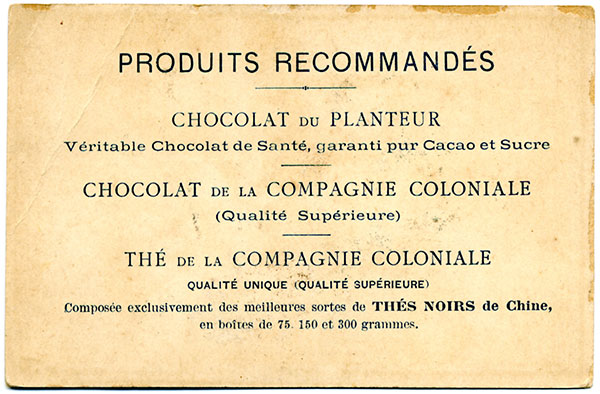 PRODUITS RECOMMANDÉS
CHOCOLAT DU PLANTEUR
Véritable Chocolat de Santé, garanti pur Cacao et Sucre
CHOCOLAT DE LA COMPAGNIE COLONIALE
(Qualité Supérieure)
THÉ DE LA COMPAGNIE COLONIALE
QUALITÉ UNIQUE (QUALITÉ SUPÉRIEURE)
Composée exclusivement des meilleures sortes de THÉS NOIRS de Chine,
en boîtes de 75. 150 et 300 grammes.